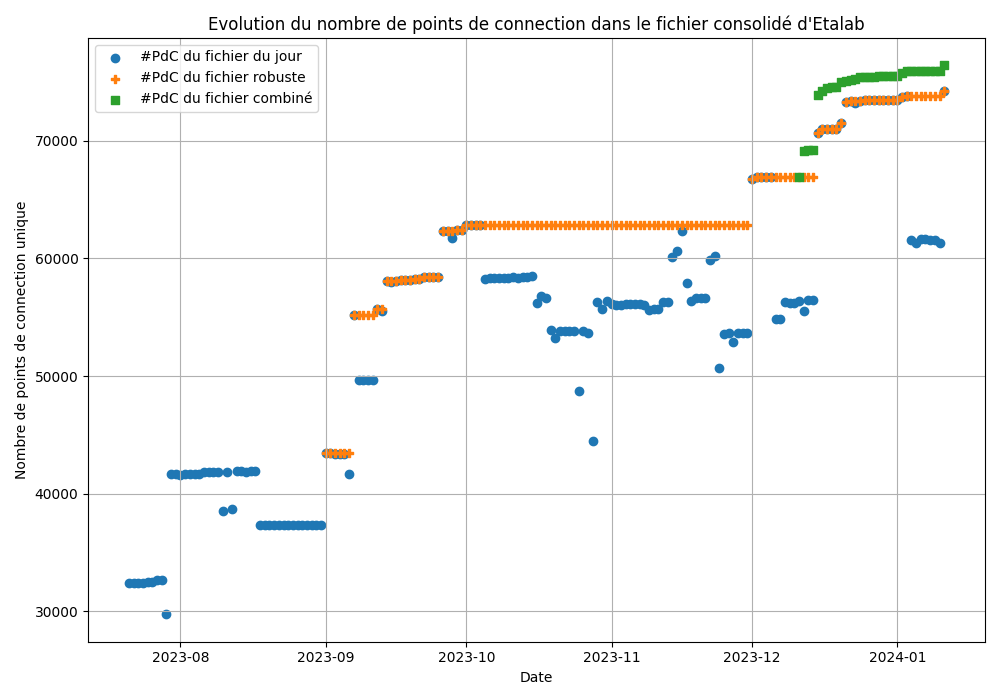 Evolution du nombre de points de connection dans le fichier consolidé d'Etalab
#PdC du fichier du jour
#PdC du fichier robuste
#PdC du fichier combiné
Nombre de points de connection unique
70000
60000
50000
40000
30000
2023-08
2023-09
2023-10
2023-11
2023-12
2024-01
Date